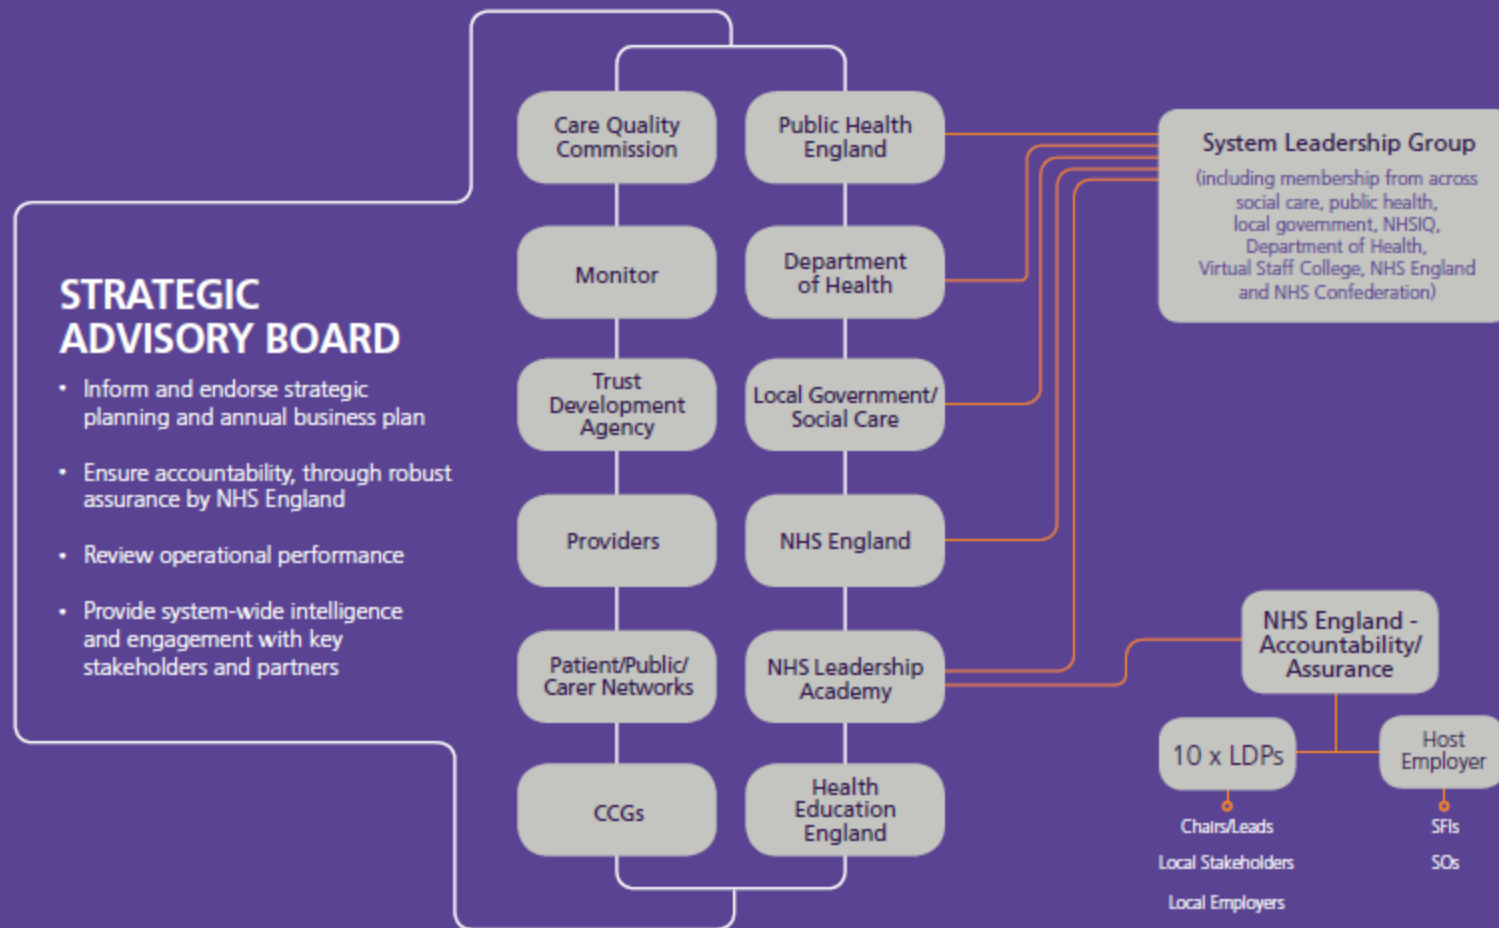 STRATEGIC
ADVISORY BOARD
• Inform and endorse strategic
planning and annual business plan
• Ensure accountability, through robust
assurance by NHS England
• Review operational performance
• Provide system-wide intelligence
and engagement with key
stakeholders and partners
Care Quality
Commission
Monitor
Trust
Development
Agency
Providers
Patient/Public/
Carer Networks
CCGs
Public Health
England
Department
of Health
Local Government/
Social Care
NHS England
NHS Leadership
Academy
Health
Education
England
System Leadership Group
(including membership from across
social care, public health,
local government, NHSIQ,
Department of Health,
Virtual Staff College, NHS England
and NHS Confederation)
NHS England -
Accountability/
Assurance
10 x LDPs
Chairs/Leads
Local Stakeholders
Local Employers
Host
Employer
SFIs
SOs